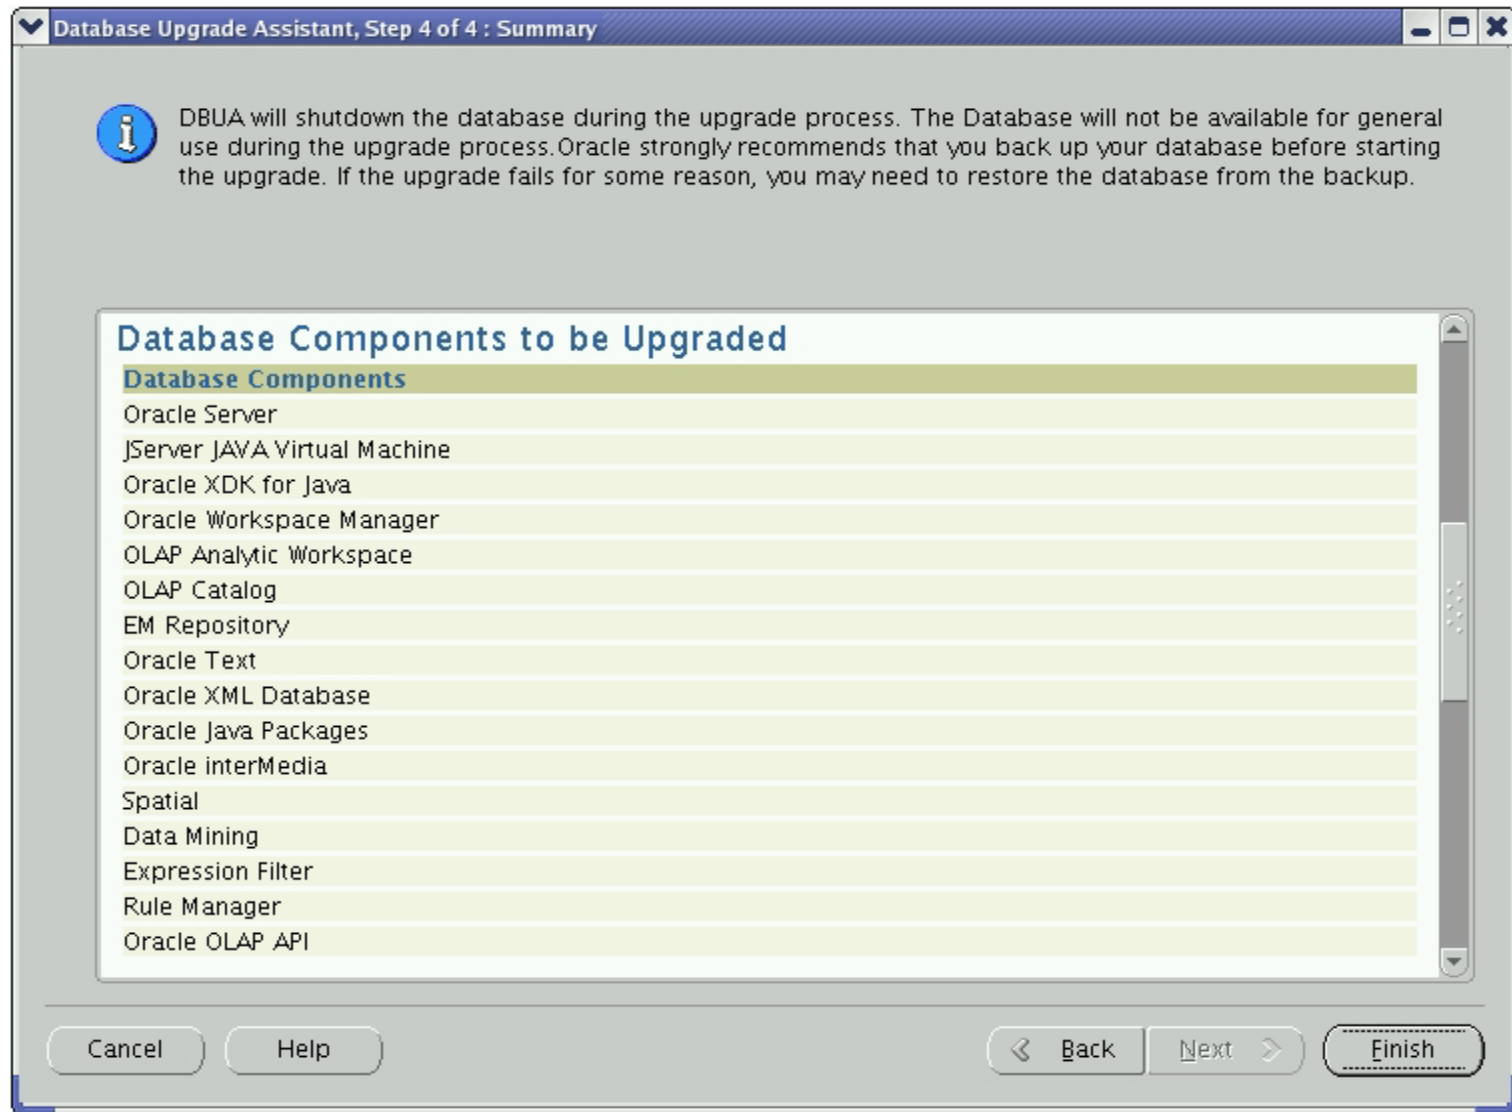 Database Upgrade Assistant, Step 4 of 4 : Summary
DBUA will shutdown the database during the upgrade process. The Database will not be available for general
use during the upgrade process.Oracle strongly recommends that you back up your database before starting
the upgrade. If the upgrade fails for some reason, you may need to restore the database from the backup.
Database Components to be Upgraded
Database Components
Oracle Server
JServer JAVA Virtual Machine
Oracle XDK for Java
Oracle Workspace Manager
OLAP Analytic Workspace
OLAP Catalog
EM Repository
Oracle Text
Oracle XML Database
Oracle Java Packages
Oracle interMedia
Spatial
Data Mining
Expression Filter
Rule Manager
Oracle OLAP API
Cancel Help Back Next Finish